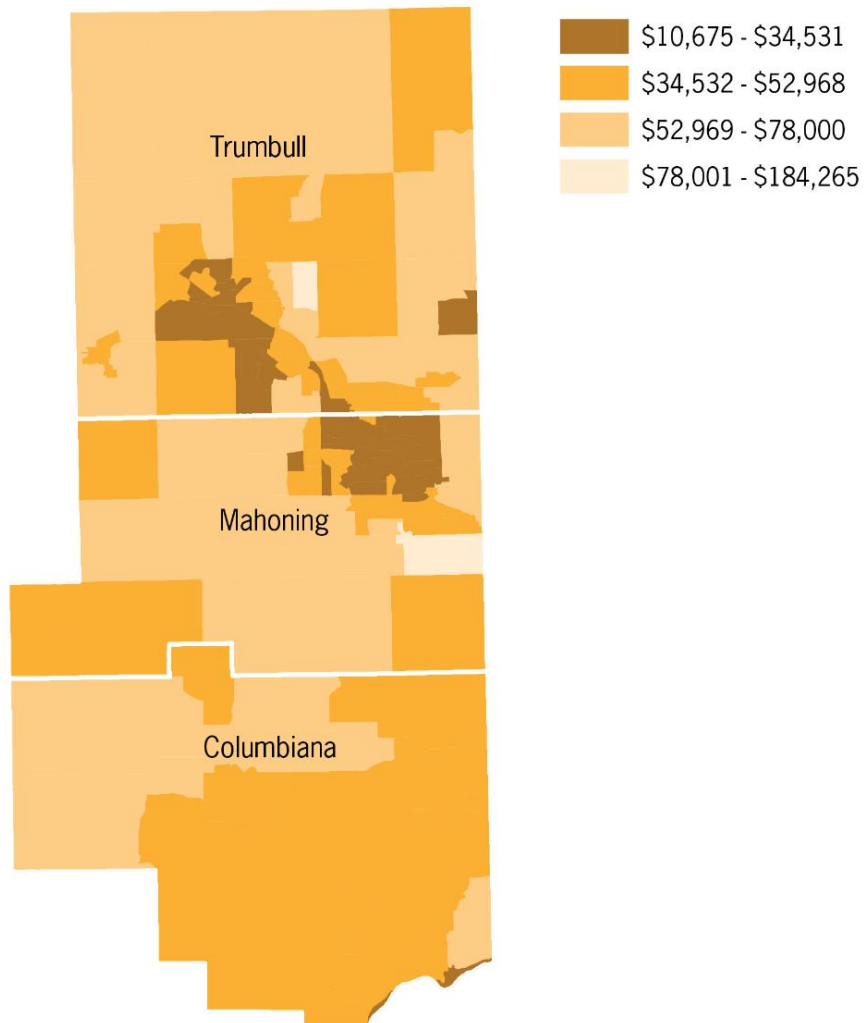 $10,675 - $34,531
$34,532 - $52,968
$52,969 - $78,000
$78,001 - $184,265
Trumbull
Mahoning
Columbiana